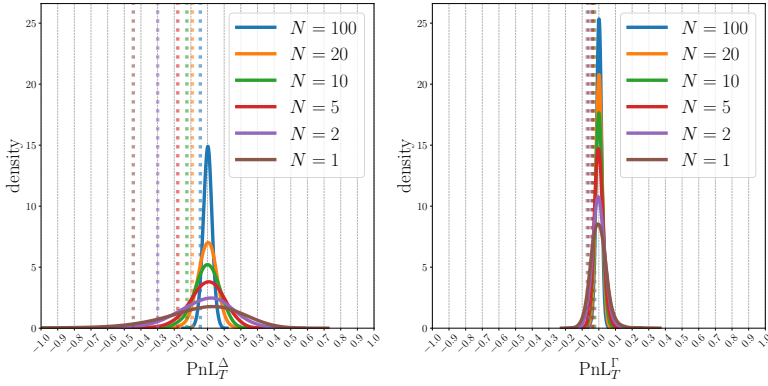 25
20
15
10
5
0
density
N = 100
N = 20
N = 10
N = 5
N = 2
N = 1
−1.0 −0.9 −0.8 −0.7 −0.6 −0.5 −0.4 −0.3 −0.2 −0.1 0.0 0.1 0.2 0.3 0.4 0.5 0.6 0.7 0.8 0.9 1.0
PnL_T^Δ
25
20
15
10
5
0
density
N = 100
N = 20
N = 10
N = 5
N = 2
N = 1
−1.0 −0.9 −0.8 −0.7 −0.6 −0.5 −0.4 −0.3 −0.2 −0.1 0.0 0.1 0.2 0.3 0.4 0.5 0.6 0.7 0.8 0.9 1.0
PnL_T^Γ